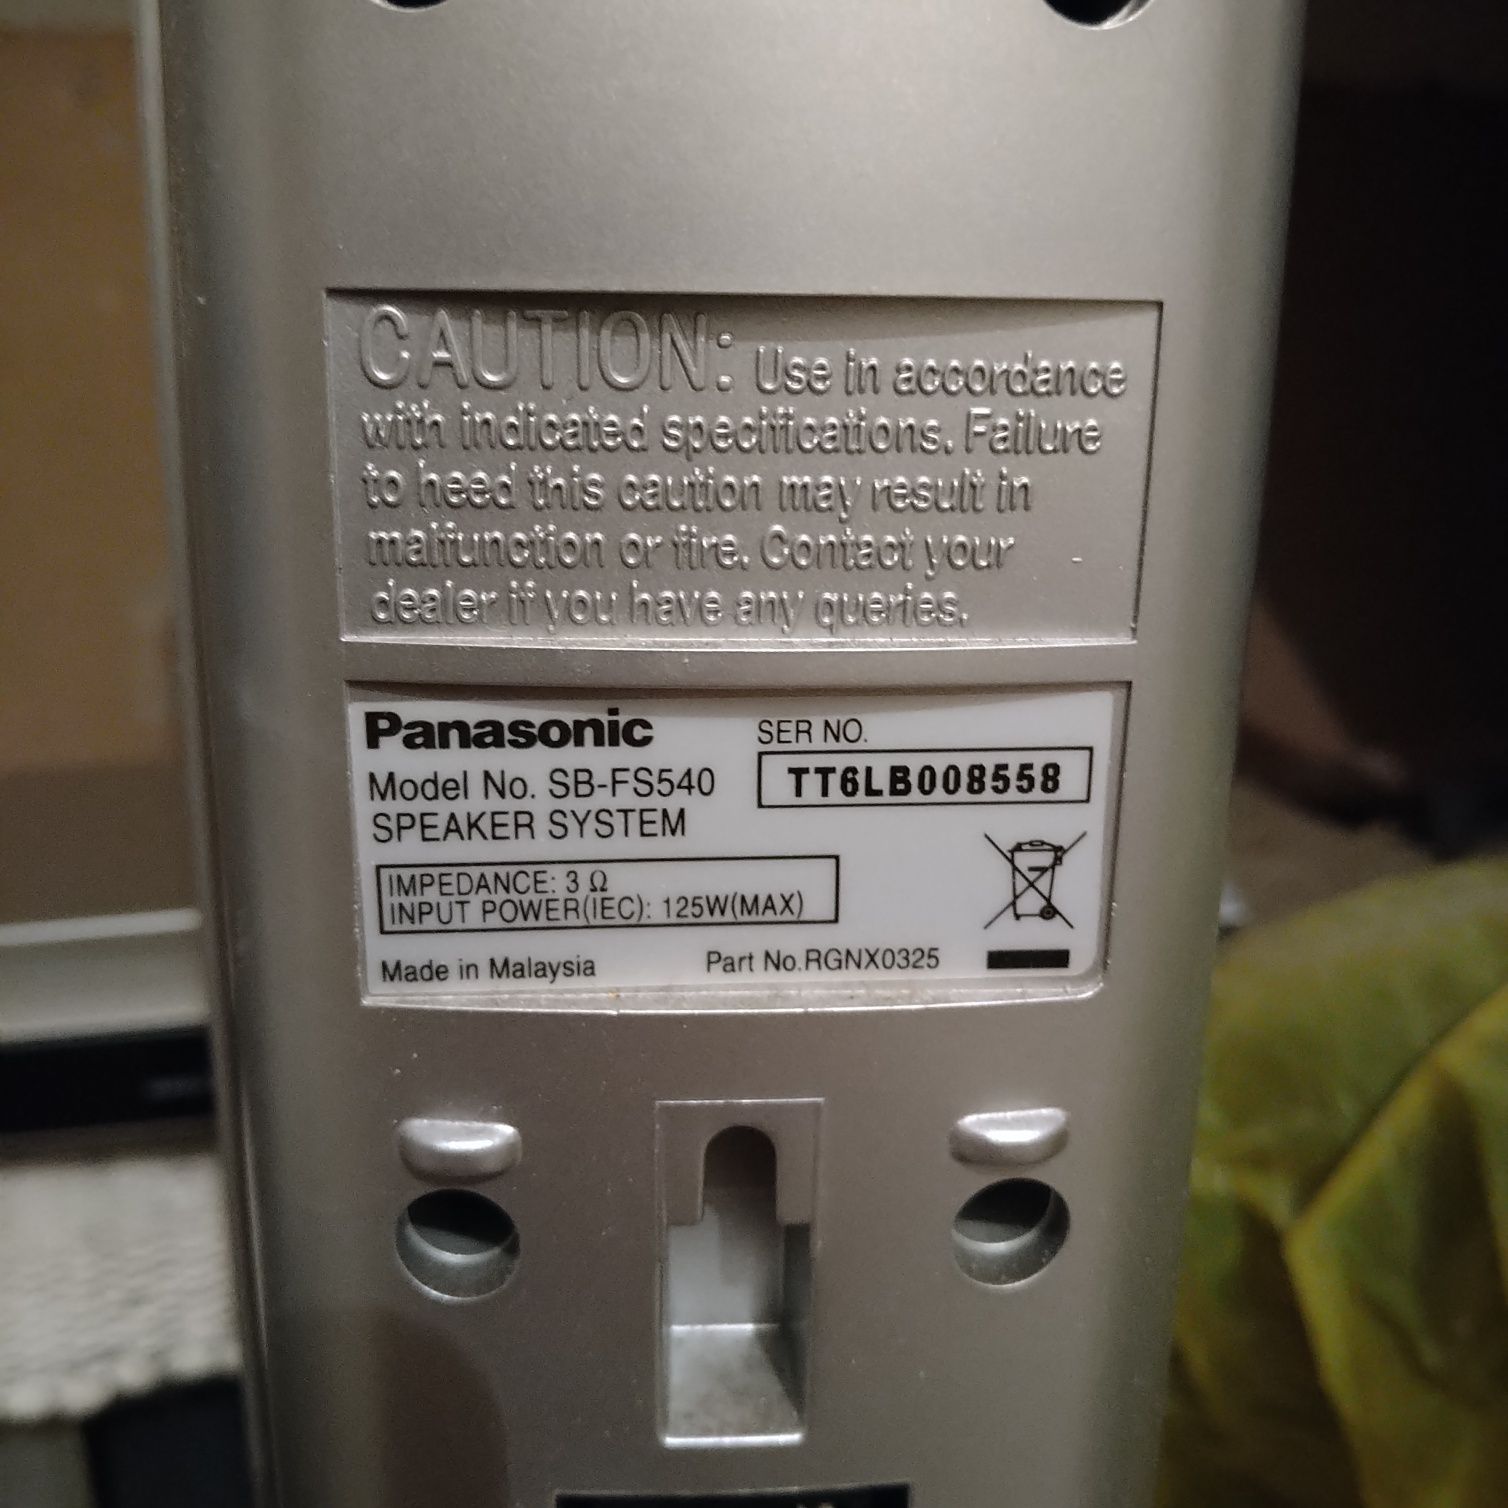 CAUTION: Use in accordance
with indicated specifications. Failure
to heed this caution may result in
malfunction or fire. Contact your
dealer if you have any queries.
Panasonic
Model No. SB-FS540
SPEAKER SYSTEM
SER NO.
TT6LB008558
IMPEDANCE: 3 Ω
INPUT POWER(IEC): 125W(MAX)
Made in Malaysia
Part No.RGNX0325